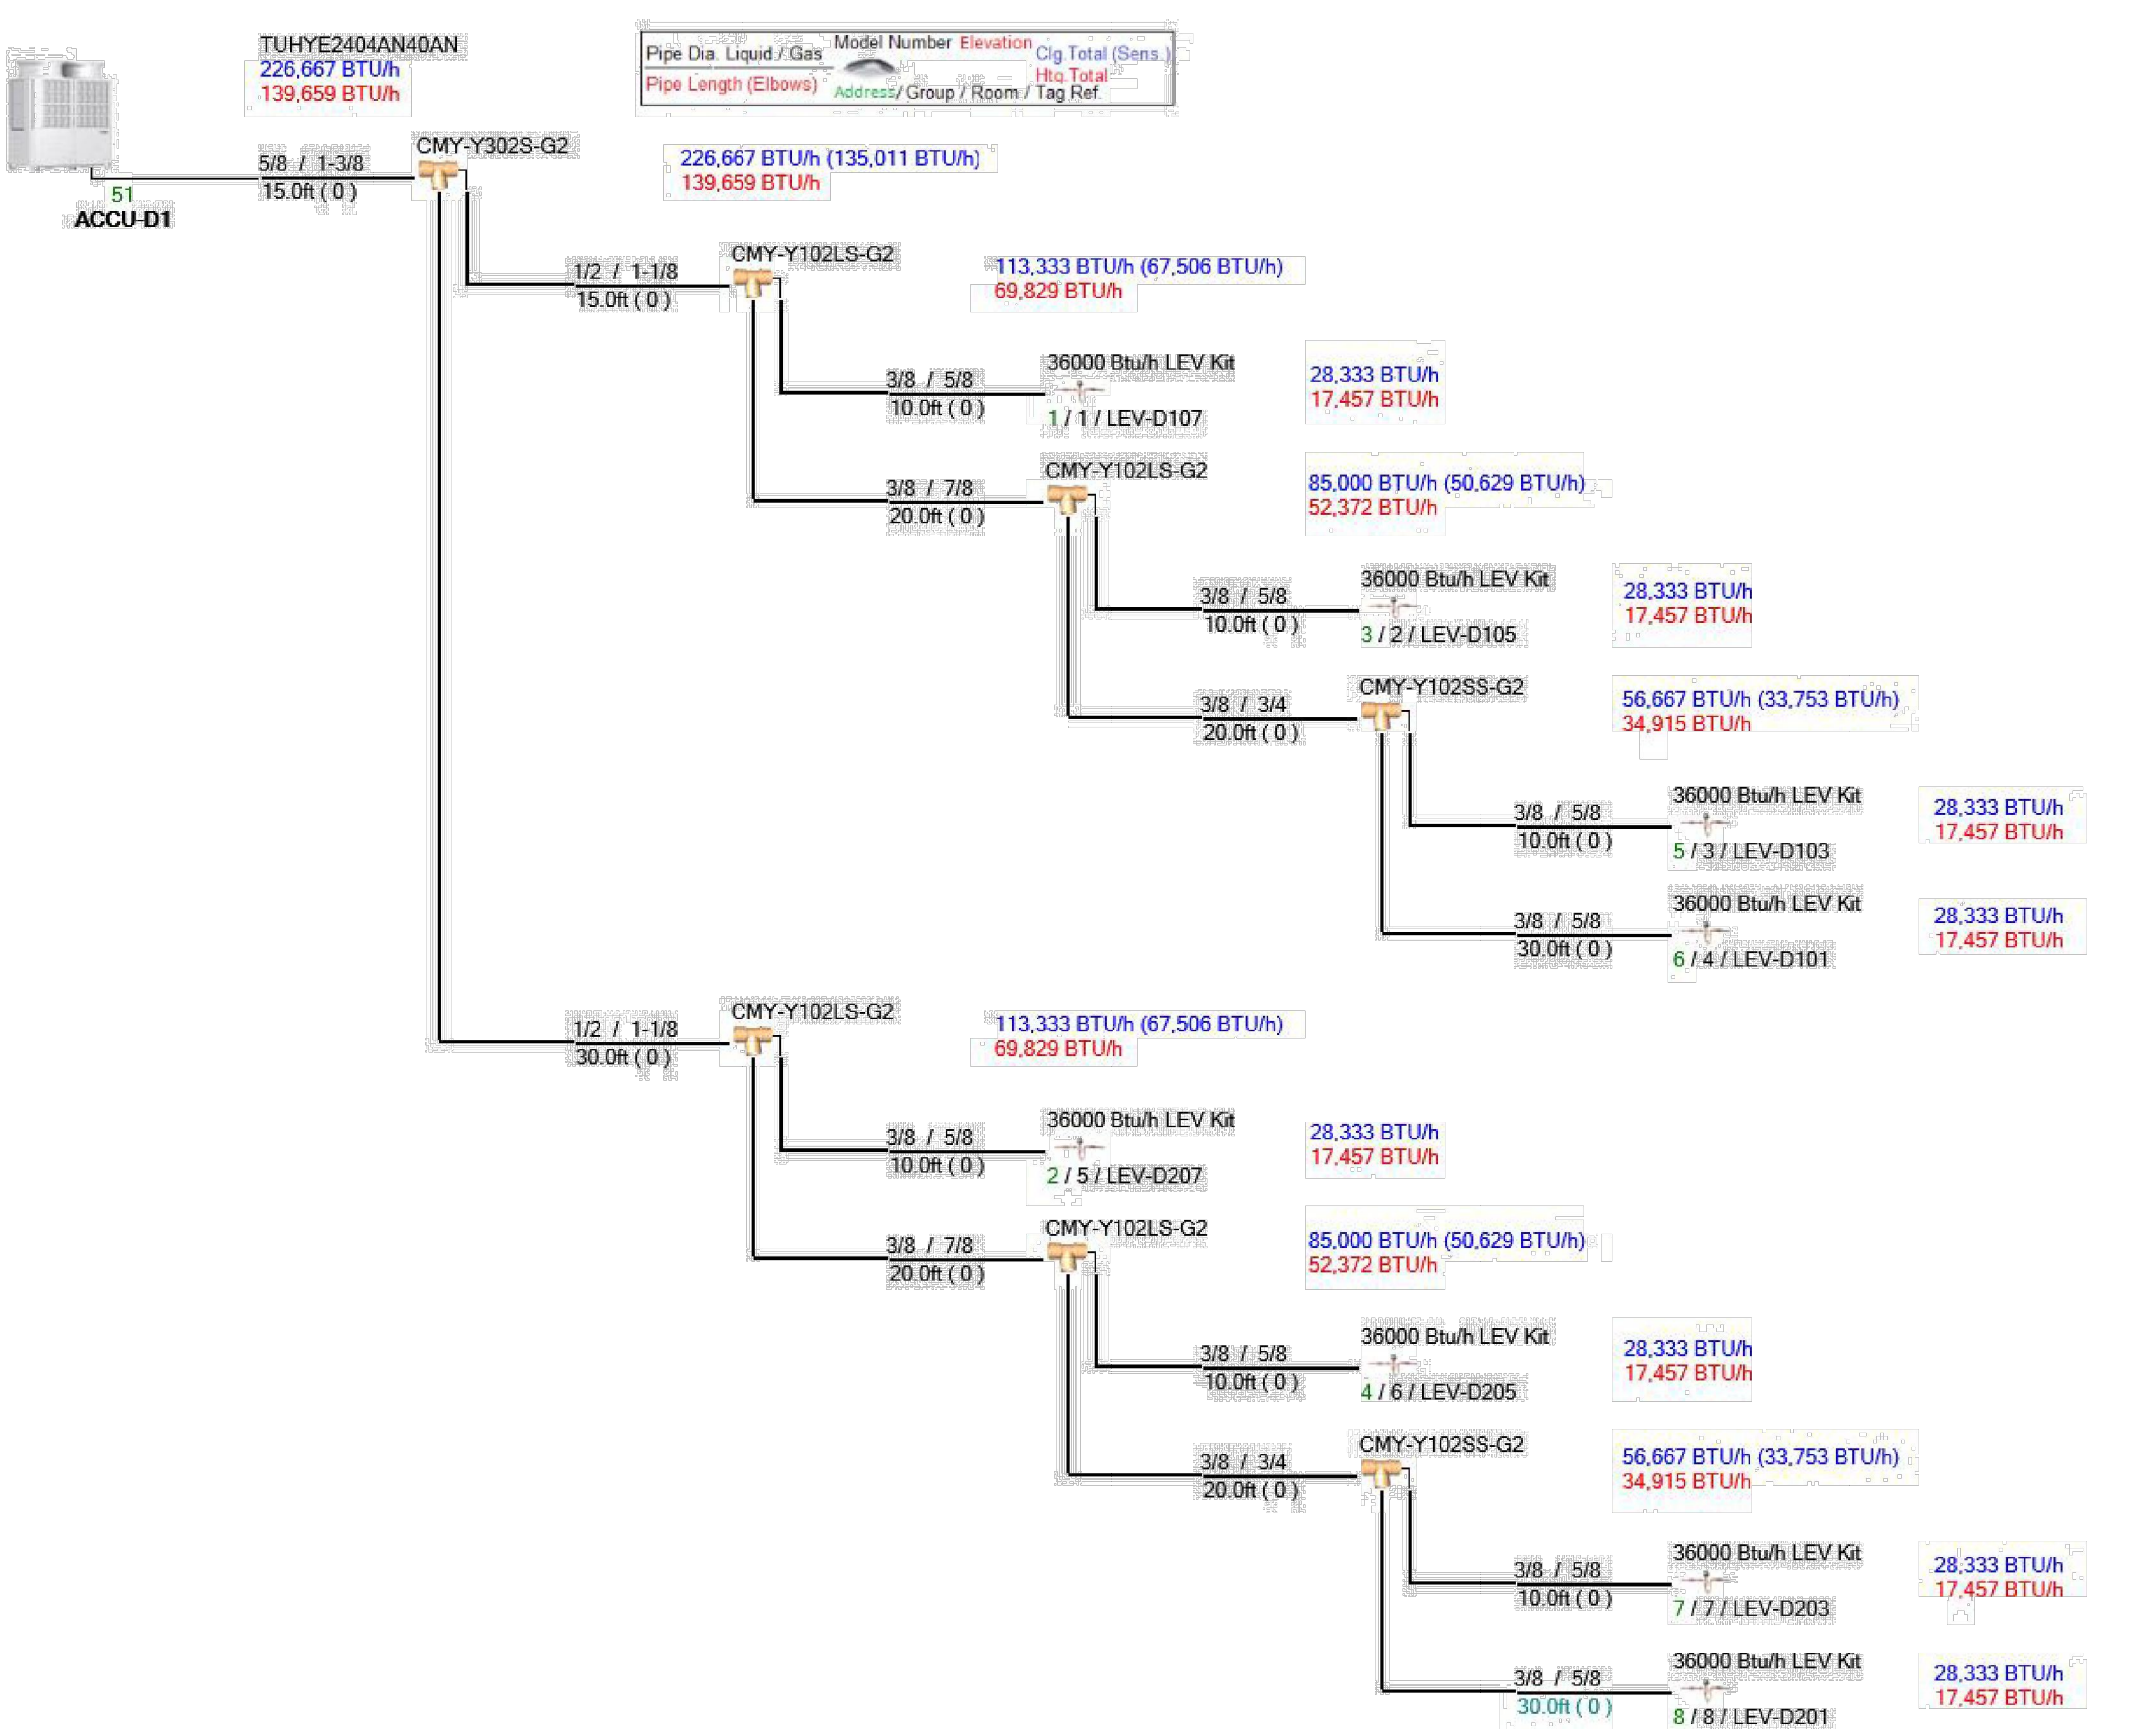 TUHYE2404AN40AN
226,667 BTU/h
139,659 BTU/h
Pipe Dia. Liquid / Gas
Pipe Length (Elbows)
Model Number Elevation
Clg.Total (Sens.)
Htg.Total
Address/ Group / Room / Tag Ref.
5/8 / 1-3/8
15.0ft ( 0 )
51
ACCU-D1
CMY-Y302S-G2
226,667 BTU/h (135,011 BTU/h)
139,659 BTU/h
1/2 / 1-1/8
15.0ft ( 0 )
CMY-Y102LS-G2
113,333 BTU/h (67,506 BTU/h)
69,829 BTU/h
3/8 / 5/8
10.0ft ( 0 )
36000 Btu/h LEV Kit
1 / 1 / LEV-D107
28,333 BTU/h
17,457 BTU/h
3/8 / 7/8
20.0ft ( 0 )
CMY-Y102LS-G2
85,000 BTU/h (50,629 BTU/h)
52,372 BTU/h
3/8 / 5/8
10.0ft ( 0 )
36000 Btu/h LEV Kit
3 / 2 / LEV-D105
28,333 BTU/h
17,457 BTU/h
3/8 / 3/4
20.0ft ( 0 )
CMY-Y102SS-G2
56,667 BTU/h (33,753 BTU/h)
34,915 BTU/h
3/8 / 5/8
10.0ft ( 0 )
36000 Btu/h LEV Kit
5 / 3 / LEV-D103
28,333 BTU/h
17,457 BTU/h
3/8 / 5/8
30.0ft ( 0 )
36000 Btu/h LEV Kit
6 / 4 / LEV-D101
28,333 BTU/h
17,457 BTU/h
1/2 / 1-1/8
30.0ft ( 0 )
CMY-Y102LS-G2
113,333 BTU/h (67,506 BTU/h)
69,829 BTU/h
3/8 / 5/8
10.0ft ( 0 )
36000 Btu/h LEV Kit
2 / 5 / LEV-D207
28,333 BTU/h
17,457 BTU/h
3/8 / 7/8
20.0ft ( 0 )
CMY-Y102LS-G2
85,000 BTU/h (50,629 BTU/h)
52,372 BTU/h
3/8 / 5/8
10.0ft ( 0 )
36000 Btu/h LEV Kit
4 / 6 / LEV-D205
28,333 BTU/h
17,457 BTU/h
3/8 / 3/4
20.0ft ( 0 )
CMY-Y102SS-G2
56,667 BTU/h (33,753 BTU/h)
34,915 BTU/h
3/8 / 5/8
10.0ft ( 0 )
36000 Btu/h LEV Kit
7 / 7 / LEV-D203
28,333 BTU/h
17,457 BTU/h
3/8 / 5/8
30.0ft ( 0 )
36000 Btu/h LEV Kit
8 / 8 / LEV-D201
28,333 BTU/h
17,457 BTU/h